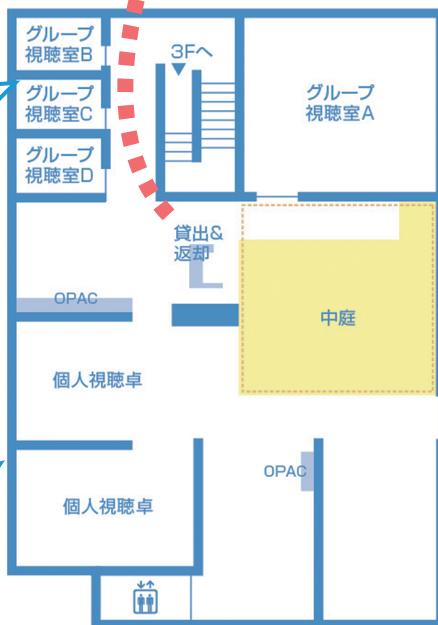 グループ
視聴室B
3Fへ
グループ
視聴室C
グループ
視聴室A
グループ
視聴室D
貸出&
返却
OPAC
中庭
個人視聴卓
OPAC
個人視聴卓